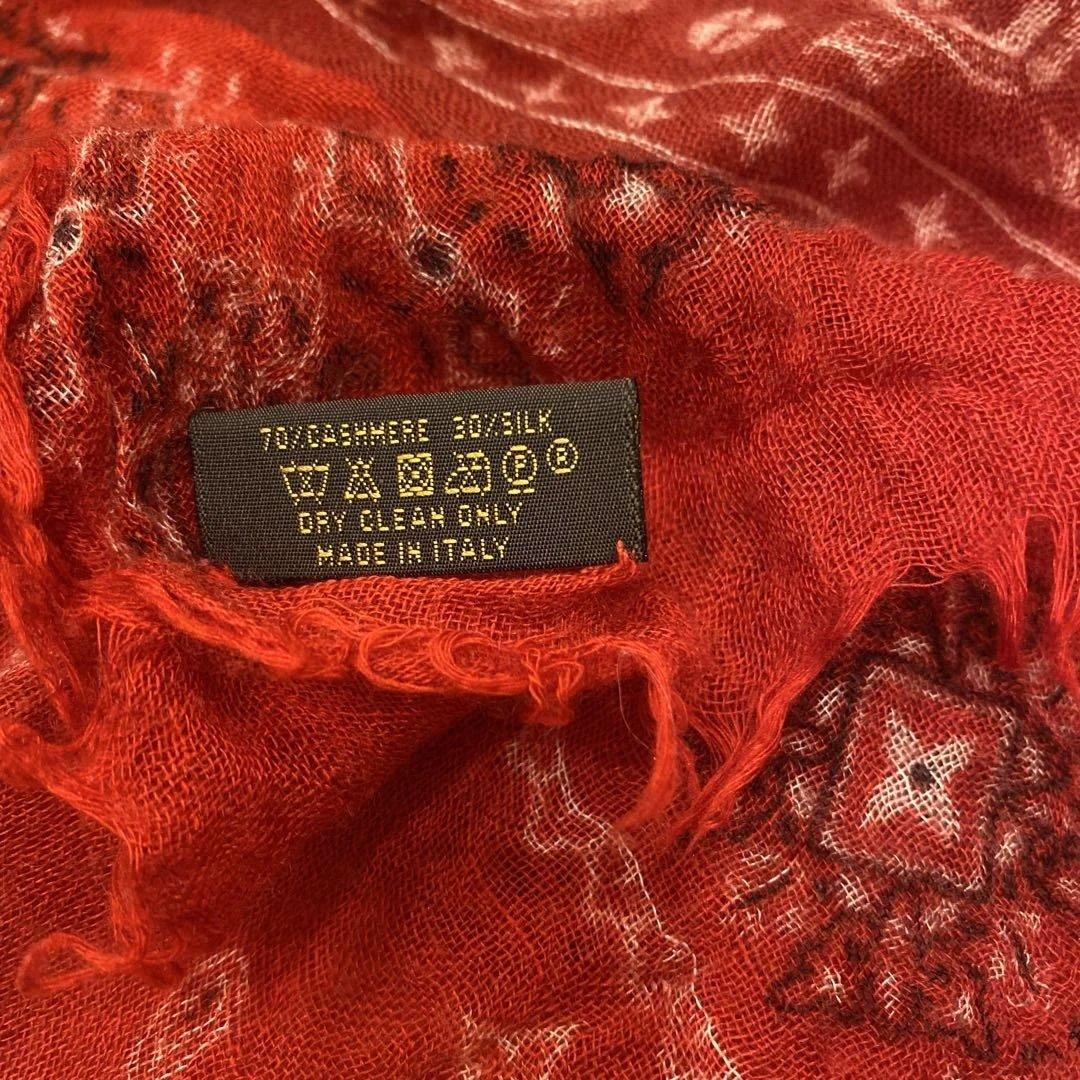 70%CASHMERE 30%SILK
P R
DRY CLEAN ONLY
MADE IN ITALY